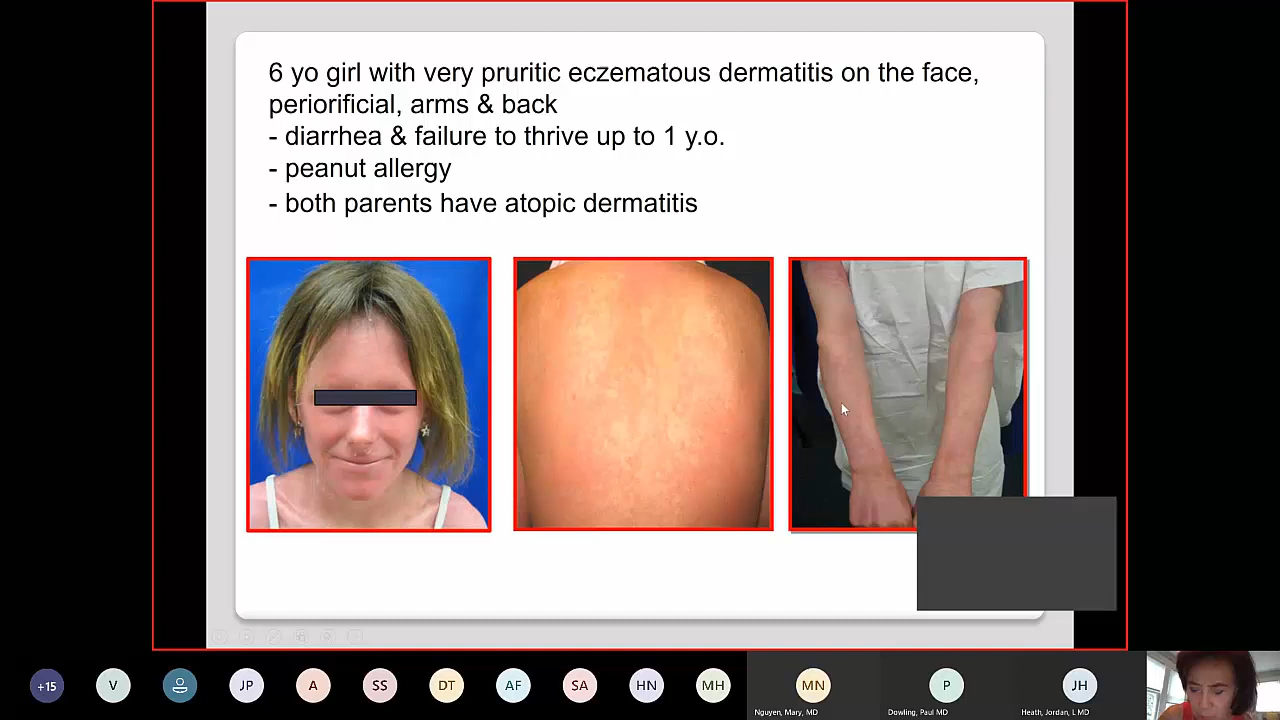 6 yo girl with very pruritic eczematous dermatitis on the face,
periorificial, arms & back
- diarrhea & failure to thrive up to 1 y.o.
- peanut allergy
- both parents have atopic dermatitis
+15
V
JP
A
SS
DT
AF
SA
HN
MH
MN
P
JH
Nguyen, Mary, MD
Dowling, Paul MD
Heath, Jordan, L MD